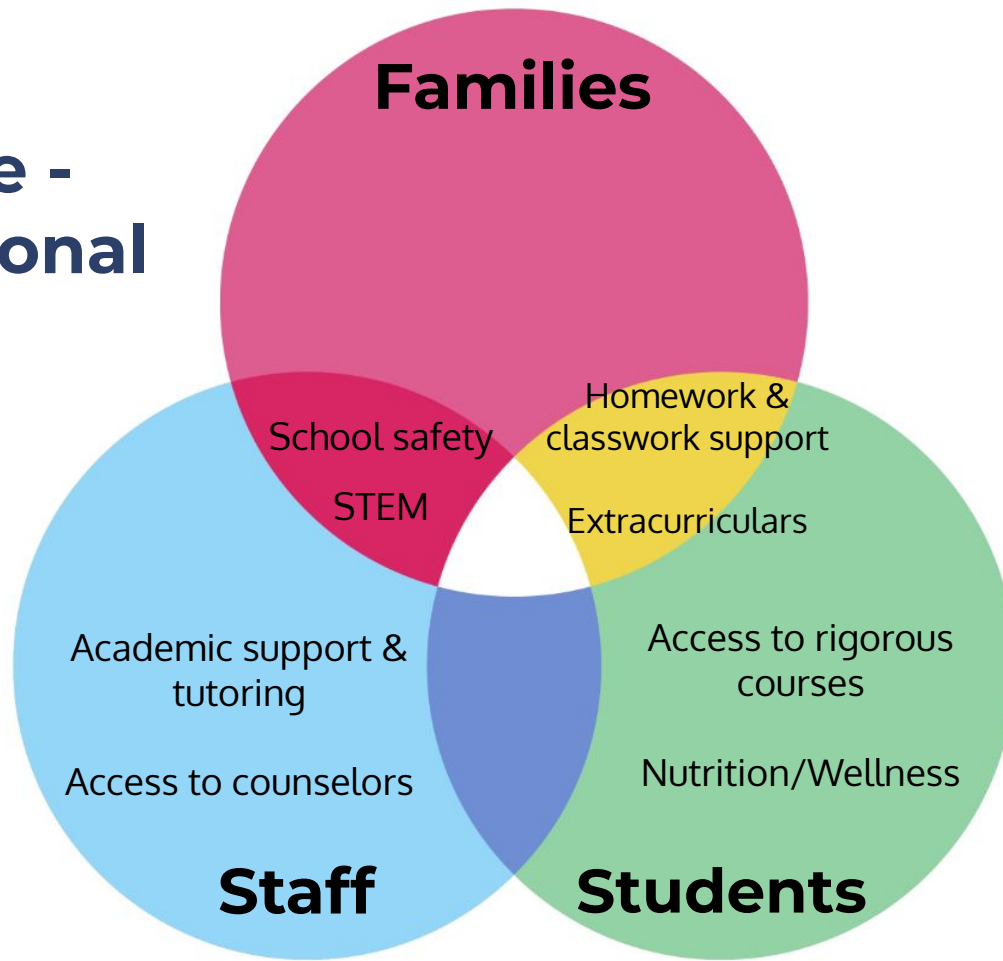 Families
e -
onal
Homework &
classwork support
School safety
STEM
Extracurriculars
Academic support &
tutoring
Access to rigorous
courses
Access to counselors
Nutrition/Wellness
Staff
Students